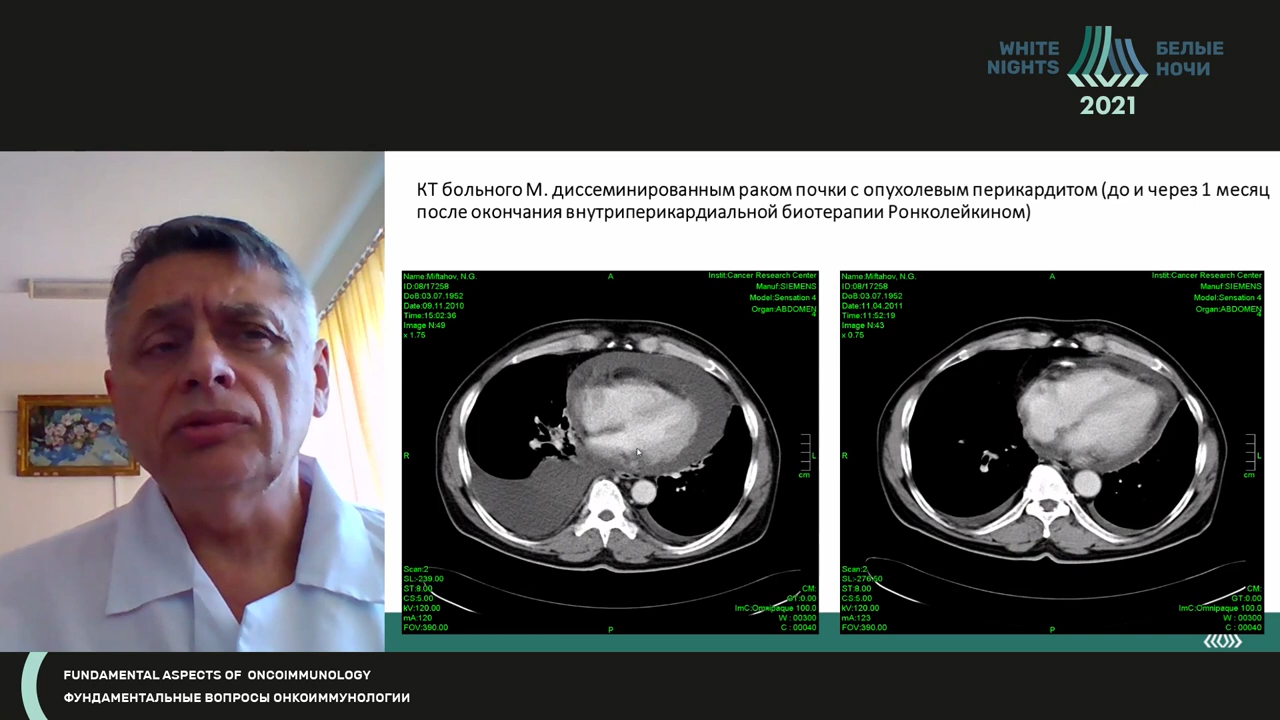 WHITE
NIGHTS
БЕЛЫЕ
НОЧИ
2021
КТ больного М. диссеминированным раком почки с опухолевым перикардитом (до и через 1 месяц
после окончания внутриперикардиальной биотерапии Ронколейкином)
Name:Miftahov, N.G.
ID:08/17258
DoB:03.07.1952
Date:09.11.2010
Time:15:02:36
Image N:49
x 1.75
A
Instit:Cancer Research Center
Manuf:SIEMENS
Model:Sensation 4
Organ:ABDOMEN
R
L
cm
Scan:2
SL:-239.00
ST:8.00
CS:5.00
kV:120.00
mA:120
FOV:390.00
P
CM:
GT:0.00
ImC:Omnipaque 100.0
W : 00300
C : 00040
Name:Miftahov, N.G.
ID:08/17258
DoB:03.07.1952
Date:11.04.2011
Time:11:52:19
Image N:43
x 0.75
A
Instit:Cancer Research Center
Manuf:SIEMENS
Model:Sensation 4
Organ:ABDOMEN
R
L
cm
Scan:2
SL:-276.50
ST:8.00
CS:5.00
kV:120.00
mA:123
FOV:390.00
P
CM:
GT:0.00
ImC:Omnipaque 100.0
W : 00300
C : 00040
FUNDAMENTAL ASPECTS OF ONCOIMMUNOLOGY
ФУНДАМЕНТАЛЬНЫЕ ВОПРОСЫ ОНКОИММУНОЛОГИИ